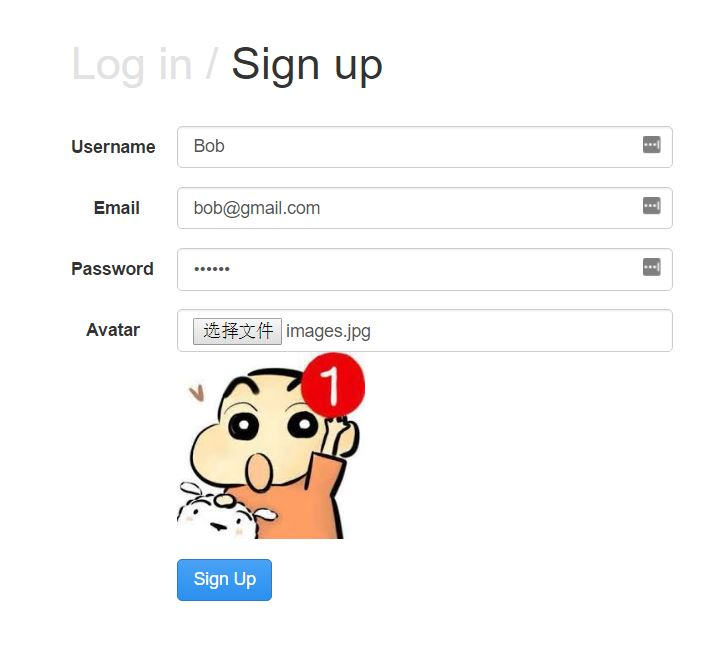 Log in / Sign up
Username Bob
Email bob@gmail.com
Password ••••••
Avatar 选择文件 images.jpg
1
Sign Up